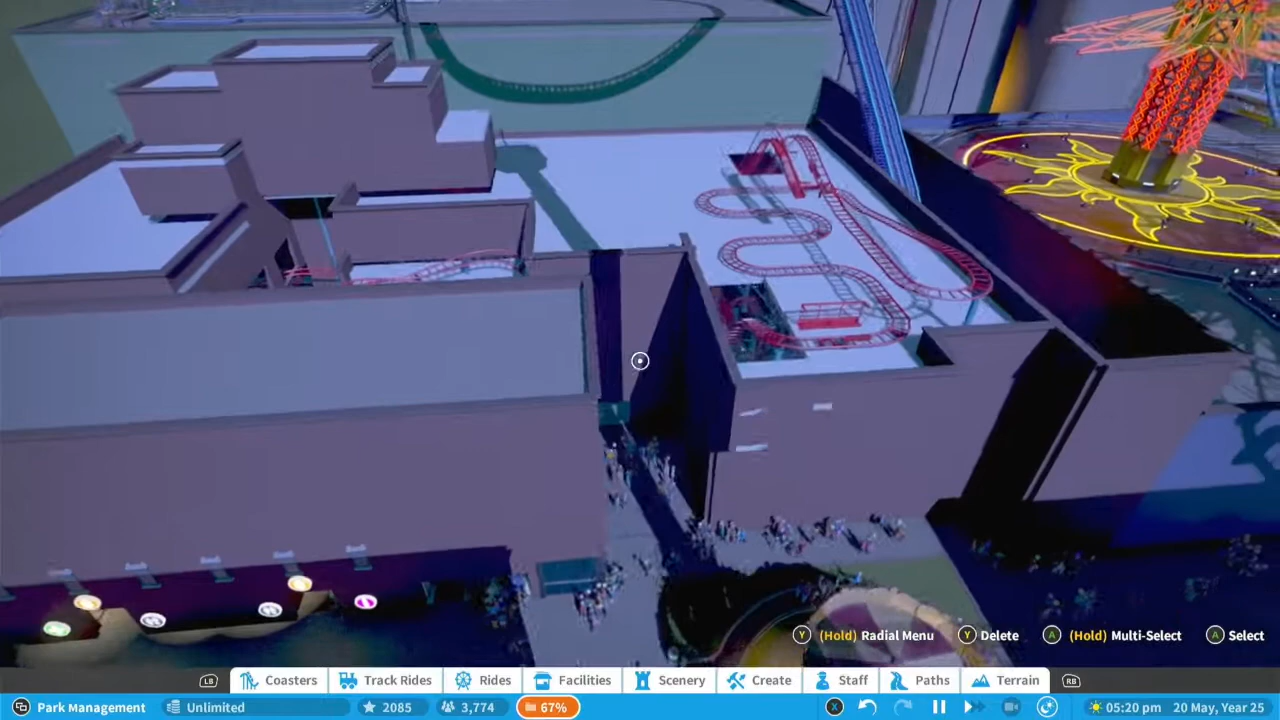 Y (Hold) Radial Menu Y Delete A (Hold) Multi-Select A Select
LB Coasters Track Rides Rides Facilities Scenery Create Staff Paths Terrain RB
Park Management Unlimited 2085 3,774 67% X 05:20 pm 20 May, Year 25